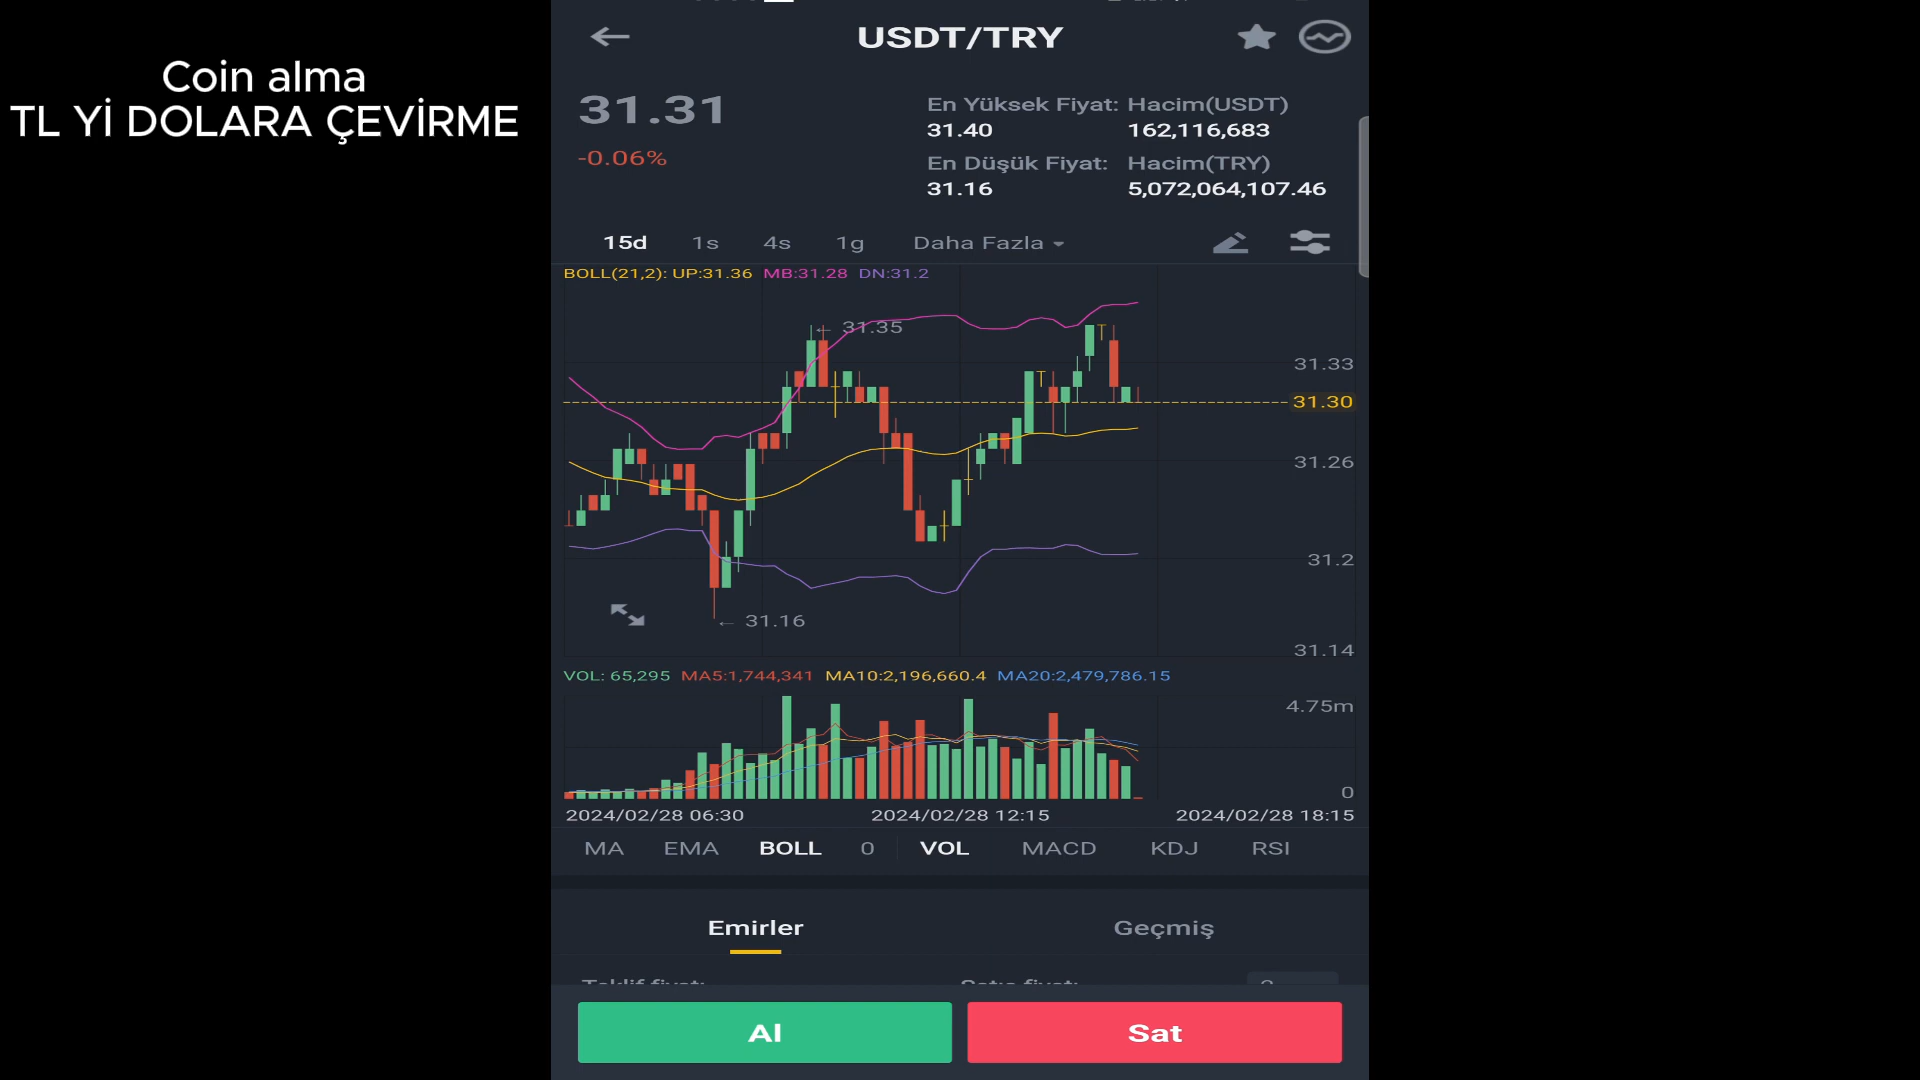 Coin alma
TL Yİ DOLARA ÇEVİRME
USDT/TRY
31.31
-0.06%
En Yüksek Fiyat: Hacim(USDT)
31.40 162,116,683
En Düşük Fiyat: Hacim(TRY)
31.16 5,072,064,107.46
15d 1s 4s 1g Daha Fazla
BOLL(21,2): UP:31.36 MB:31.28 DN:31.2
← 31.35
31.33
31.30
31.26
31.2
← 31.16
31.14
VOL: 65,295 MA5:1,744,341 MA10:2,196,660.4 MA20:2,479,786.15
4.75m
0
2024/02/28 06:30 2024/02/28 12:15 2024/02/28 18:15
MA EMA BOLL 0 VOL MACD KDJ RSI
Emirler Geçmiş
Al Sat